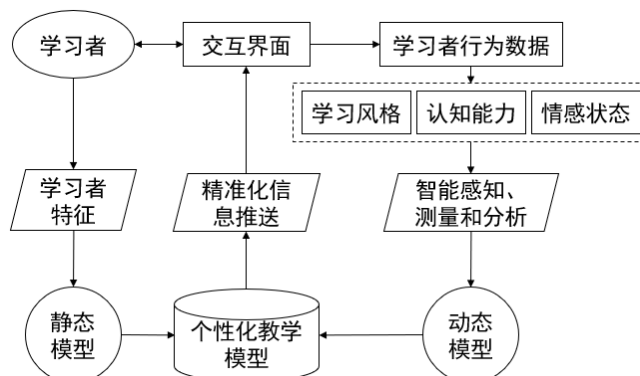 学习者
交互界面
学习者行为数据
学习风格
认知能力
情感状态
学习者
特征
精准化信
息推送
智能感知、
测量和分析
静态
模型
个性化教学
模型
动态
模型